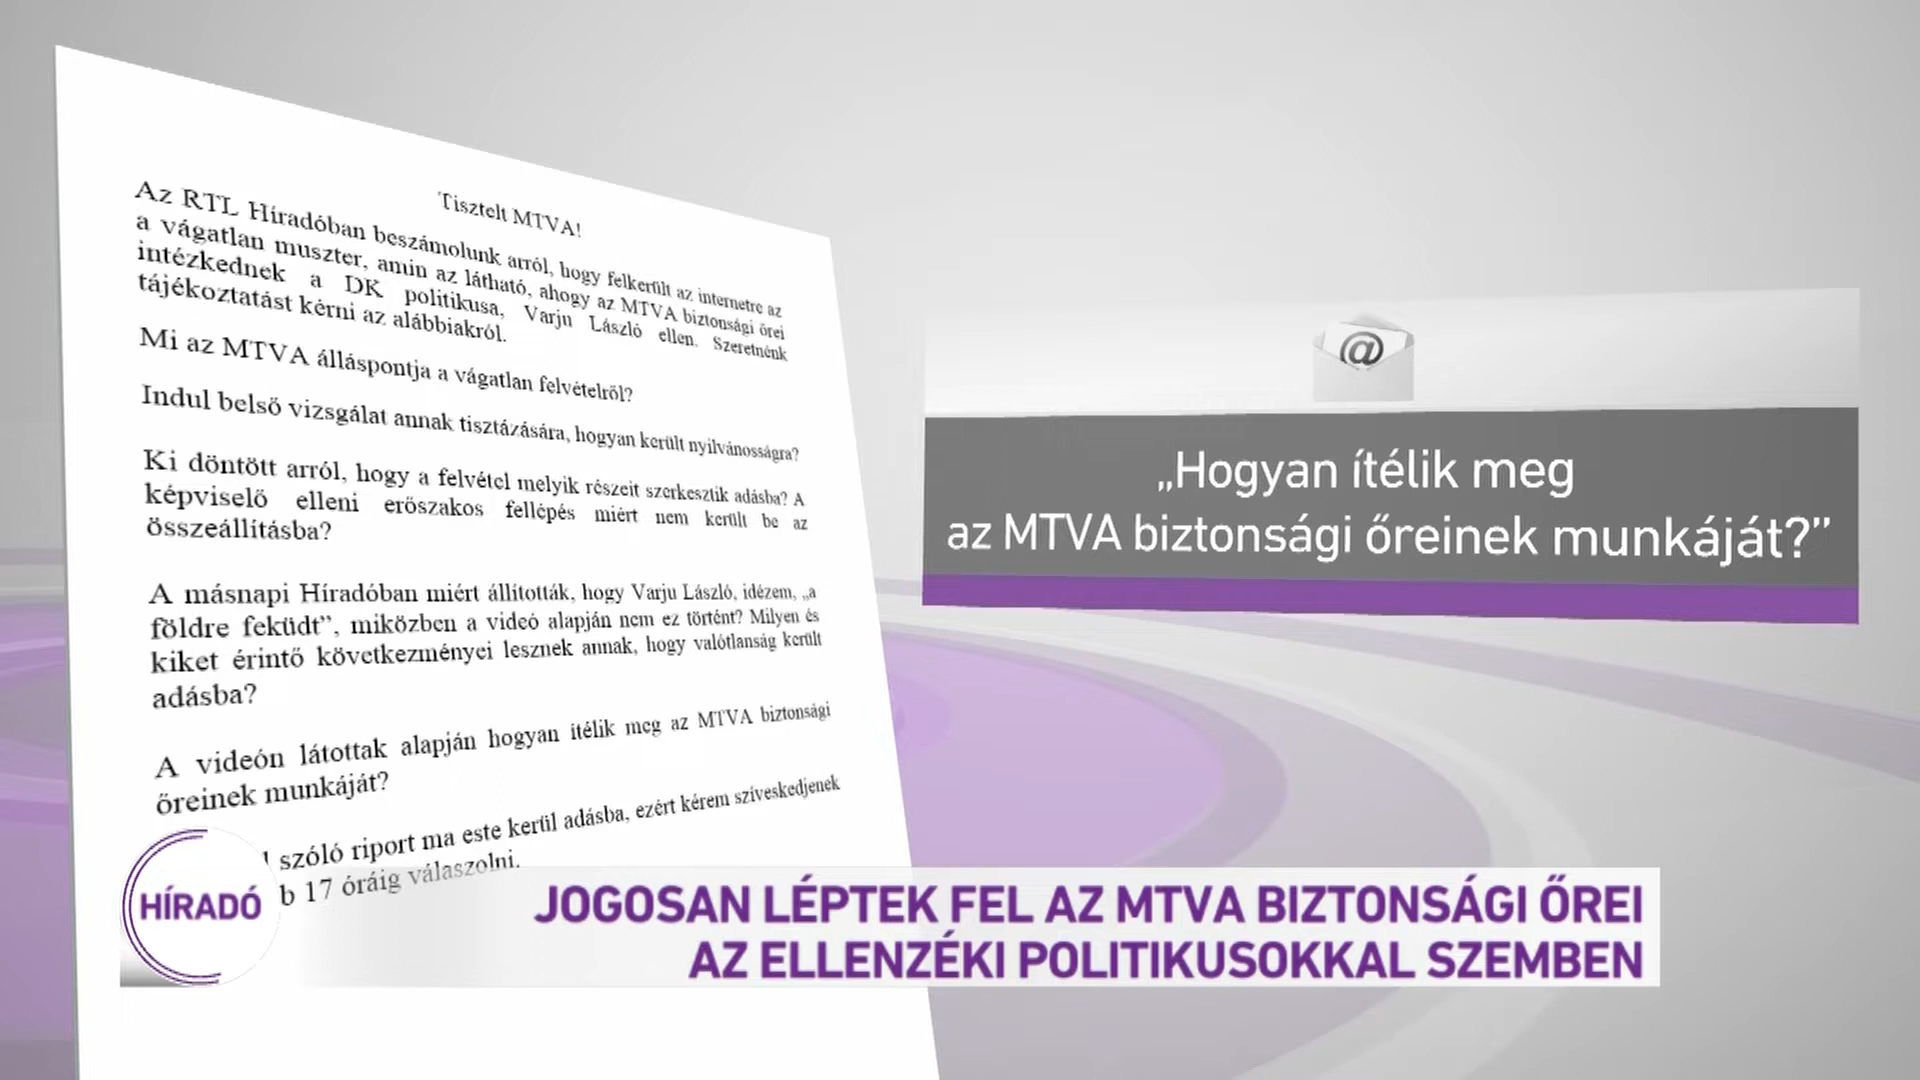 Tisztelt MTVA!
Az RTL Híradóban beszámolunk arról, hogy felkerült az internetre az
a vágatlan muszter, amin az látható, ahogy az MTVA biztonsági őrei
intézkednek a DK politikusa, Varju László ellen. Szeretnénk
tájékoztatást kérni az alábbiakról.
Mi az MTVA álláspontja a vágatlan felvételről?
Indul belső vizsgálat annak tisztázására, hogyan került nyilvánosságra?
Ki döntött arról, hogy a felvétel melyik részeit szerkesztik adásba? A
képviselő elleni erőszakos fellépés miért nem került be az
összeállításba?
A másnapi Híradóban miért állították, hogy Varju László, idézem, „a
földre feküdt”, miközben a videó alapján nem ez történt? Milyen és
kiket érintő következményei lesznek annak, hogy valótlanság került
adásba?
A videón látottak alapján hogyan ítélik meg az MTVA biztonsági
őreinek munkáját?
szóló riport ma este kerül adásba, ezért kérem szíveskedjenek
b 17 óráig válaszolni.
@
„Hogyan ítélik meg
az MTVA biztonsági őreinek munkáját?”
HÍRADÓ
JOGOSAN LÉPTEK FEL AZ MTVA BIZTONSÁGI ŐREI
AZ ELLENZÉKI POLITIKUSOKKAL SZEMBEN